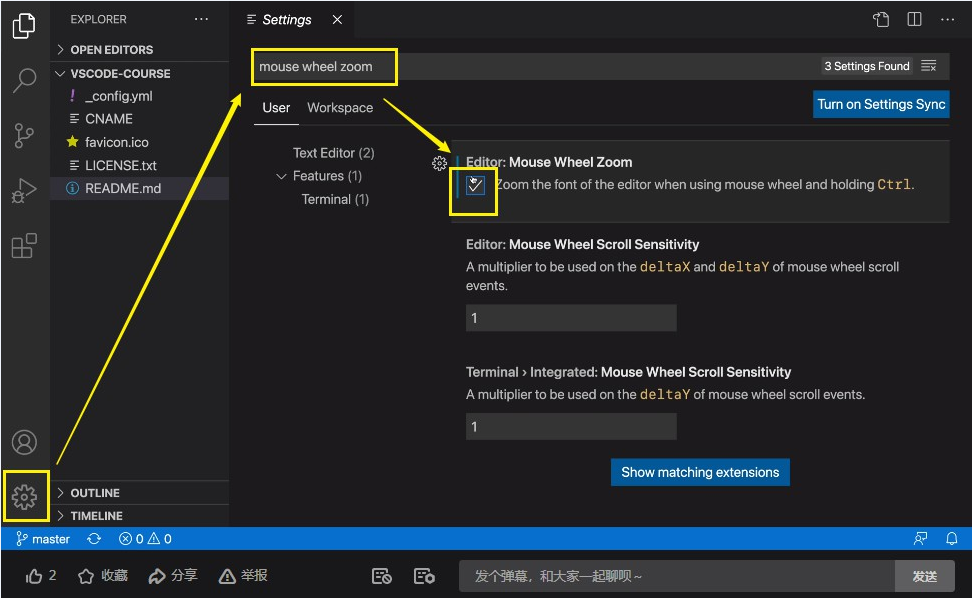 EXPLORER
Settings
OPEN EDITORS
VSCODE-COURSE
_config.yml
CNAME
favicon.ico
LICENSE.txt
README.md
mouse wheel zoom
3 Settings Found
User
Workspace
Turn on Settings Sync
Text Editor (2)
Features (1)
Terminal (1)
Editor: Mouse Wheel Zoom
Zoom the font of the editor when using mouse wheel and holding Ctrl.
Editor: Mouse Wheel Scroll Sensitivity
A multiplier to be used on the deltaX and deltaY of mouse wheel scroll
events.
1
Terminal › Integrated: Mouse Wheel Scroll Sensitivity
A multiplier to be used on the deltaY of mouse wheel scroll events.
1
Show matching extensions
OUTLINE
TIMELINE
master
0 0
2 收藏 分享 举报
发个弹幕，和大家一起聊呗～
发送